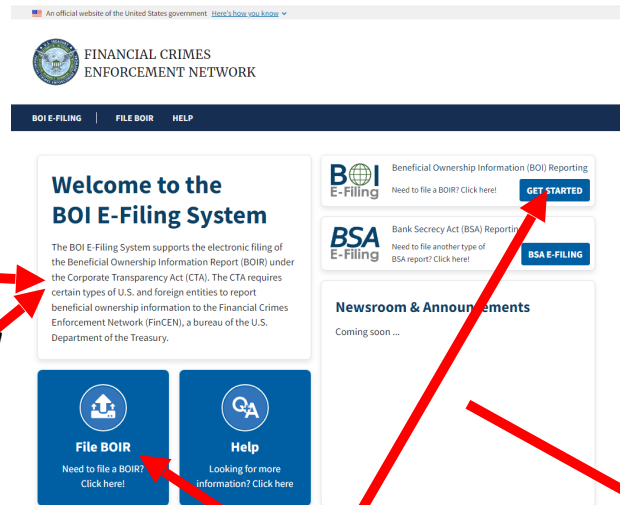 An official website of the United States government Here's how you know
FINANCIAL CRIMES
ENFORCEMENT NETWORK
BOI E-FILING FILE BOIR HELP
Welcome to the
BOI E-Filing System
The BOI E-Filing System supports the electronic filing of
the Beneficial Ownership Information Report (BOIR) under
the Corporate Transparency Act (CTA). The CTA requires
certain types of U.S. and foreign entities to report
beneficial ownership information to the Financial Crimes
Enforcement Network (FinCEN), a bureau of the U.S.
Department of the Treasury.
File BOIR
Need to file a BOIR?
Click here!
Help
Looking for more
information? Click here
BOI
E-Filing
Beneficial Ownership Information (BOI) Reporting
Need to file a BOIR? Click here!
GET STARTED
BSA
E-Filing
Bank Secrecy Act (BSA) Reporting
Need to file another type of
BSA report? Click here!
BSA E-FILING
Newsroom & Announcements
Coming soon ...